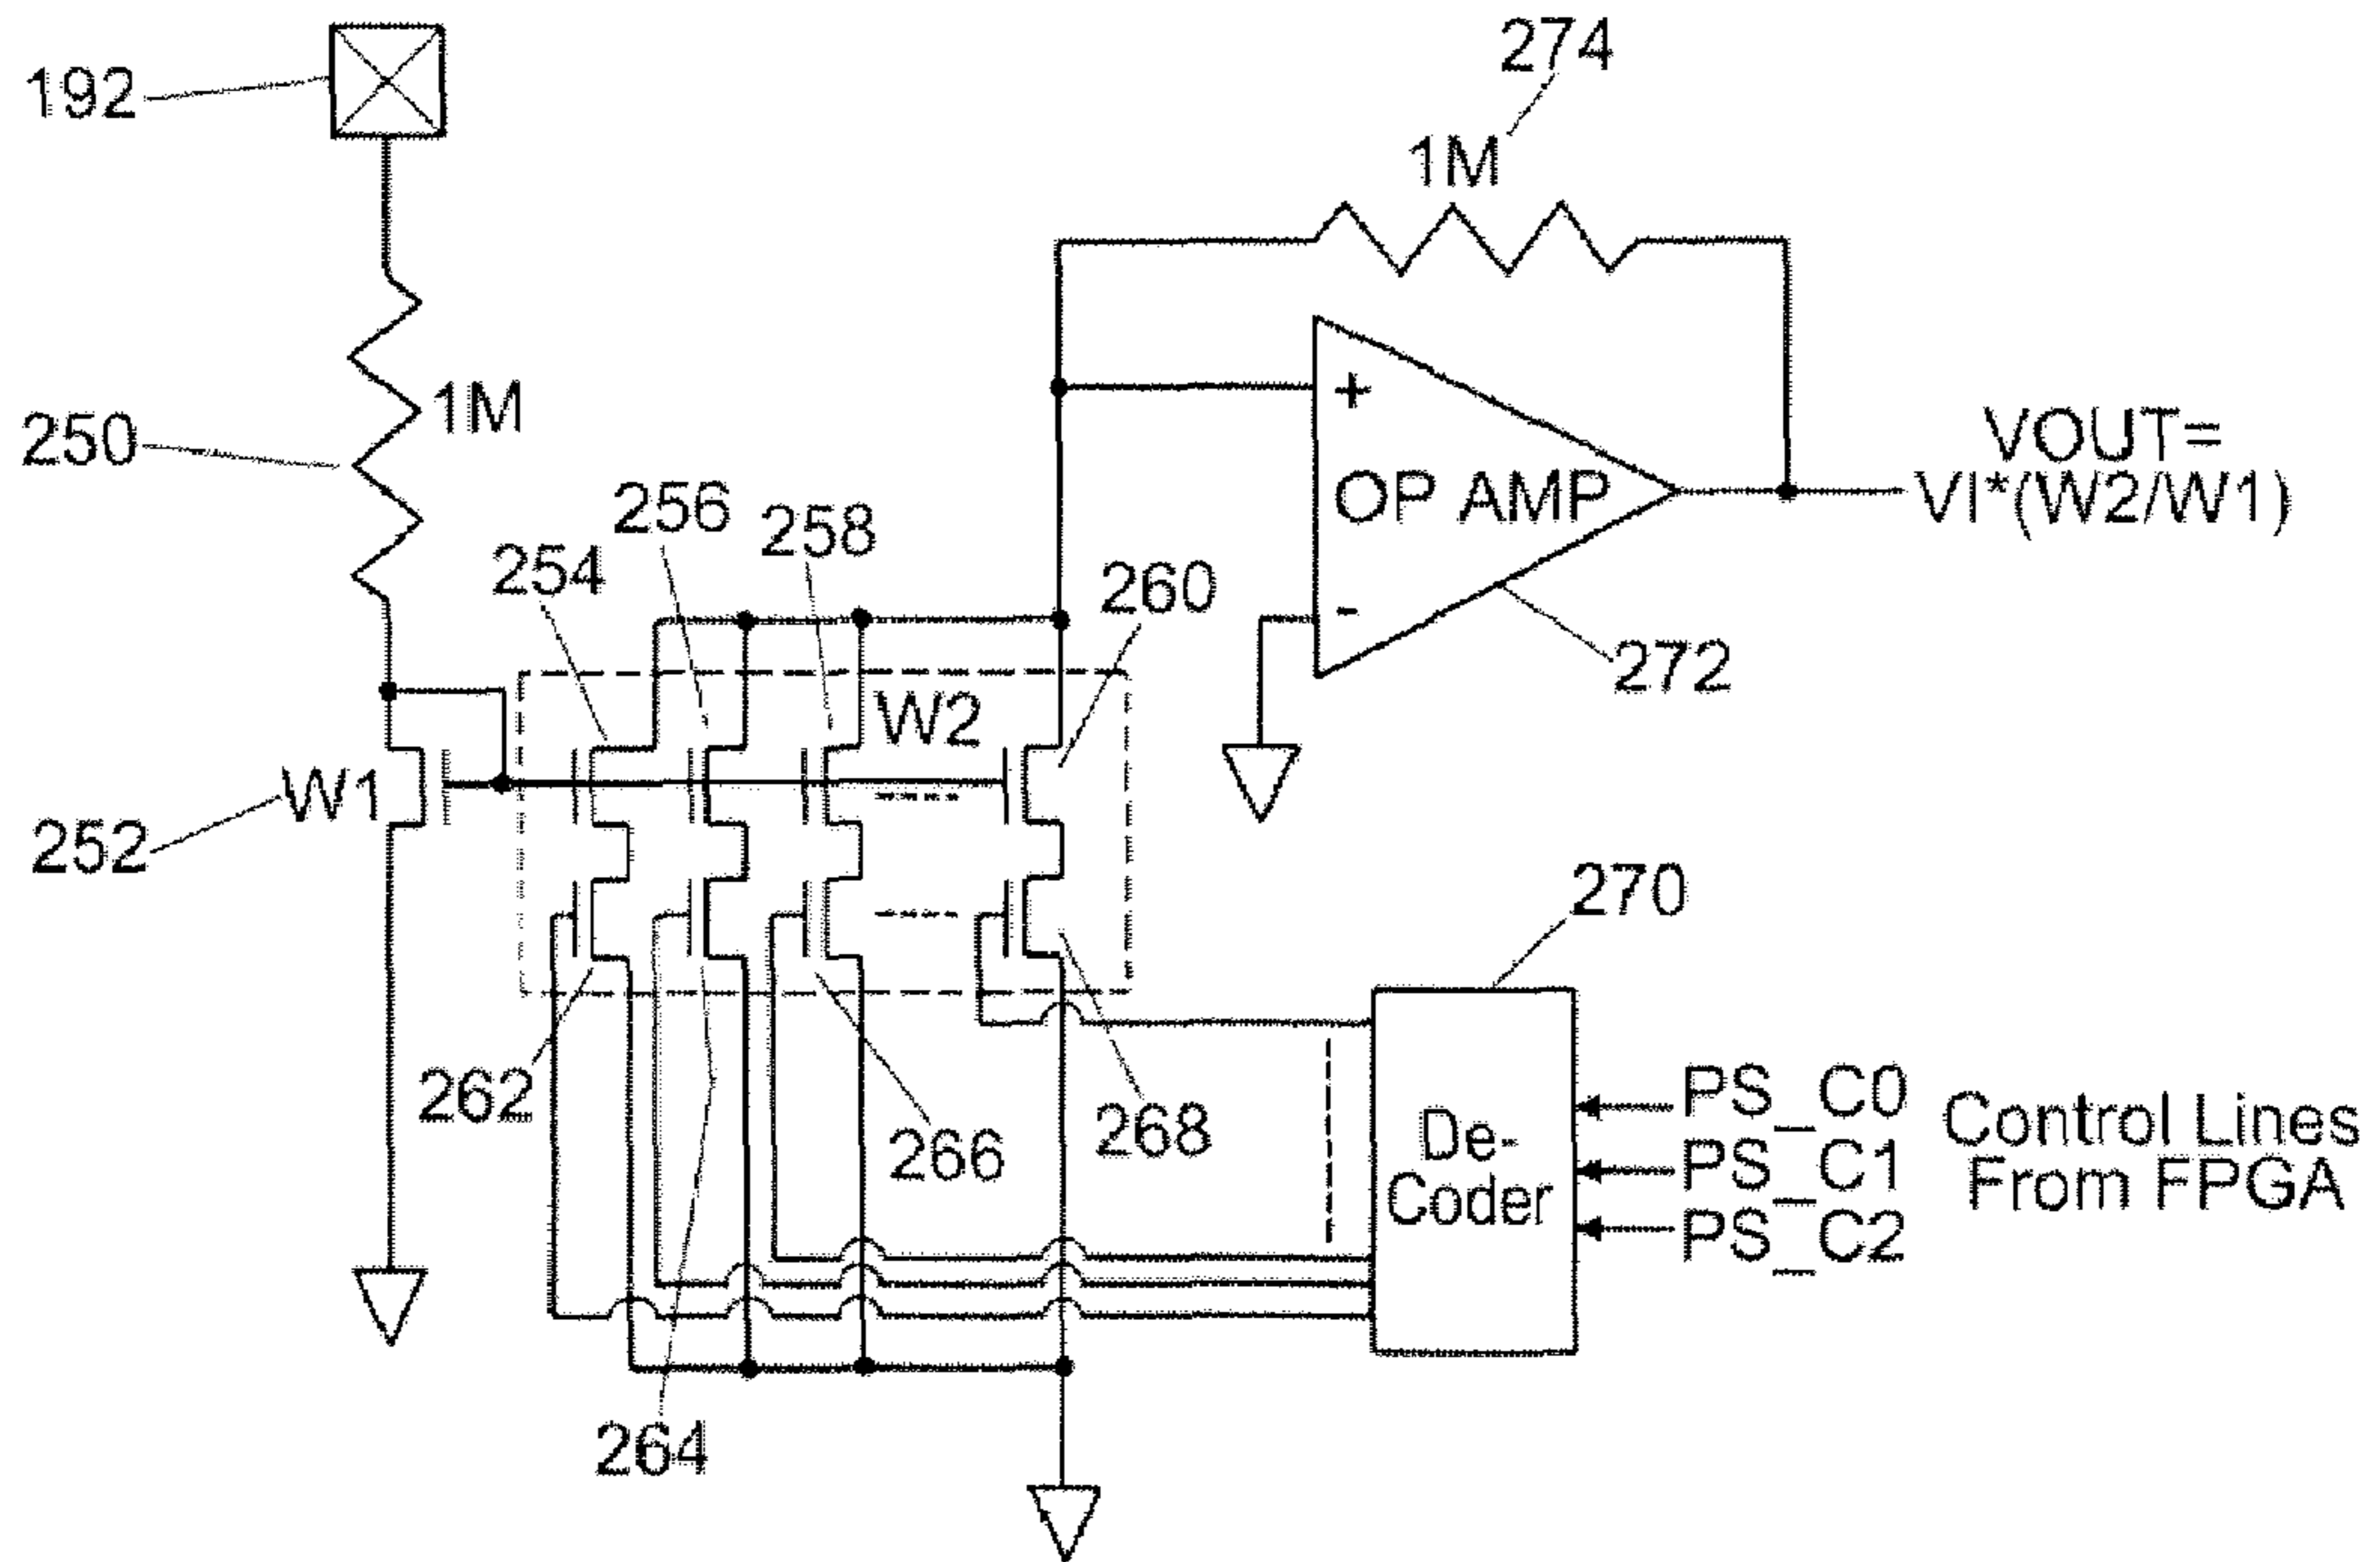 274
192
1M
1M
250
256
258
254
260
+
OP AMP
-
VOUT=
VI*(W2/W1)
272
W2
W1
252
270
262
266
268
De-
Coder
PS_C0
PS_C1
PS_C2
Control Lines
From FPGA
264